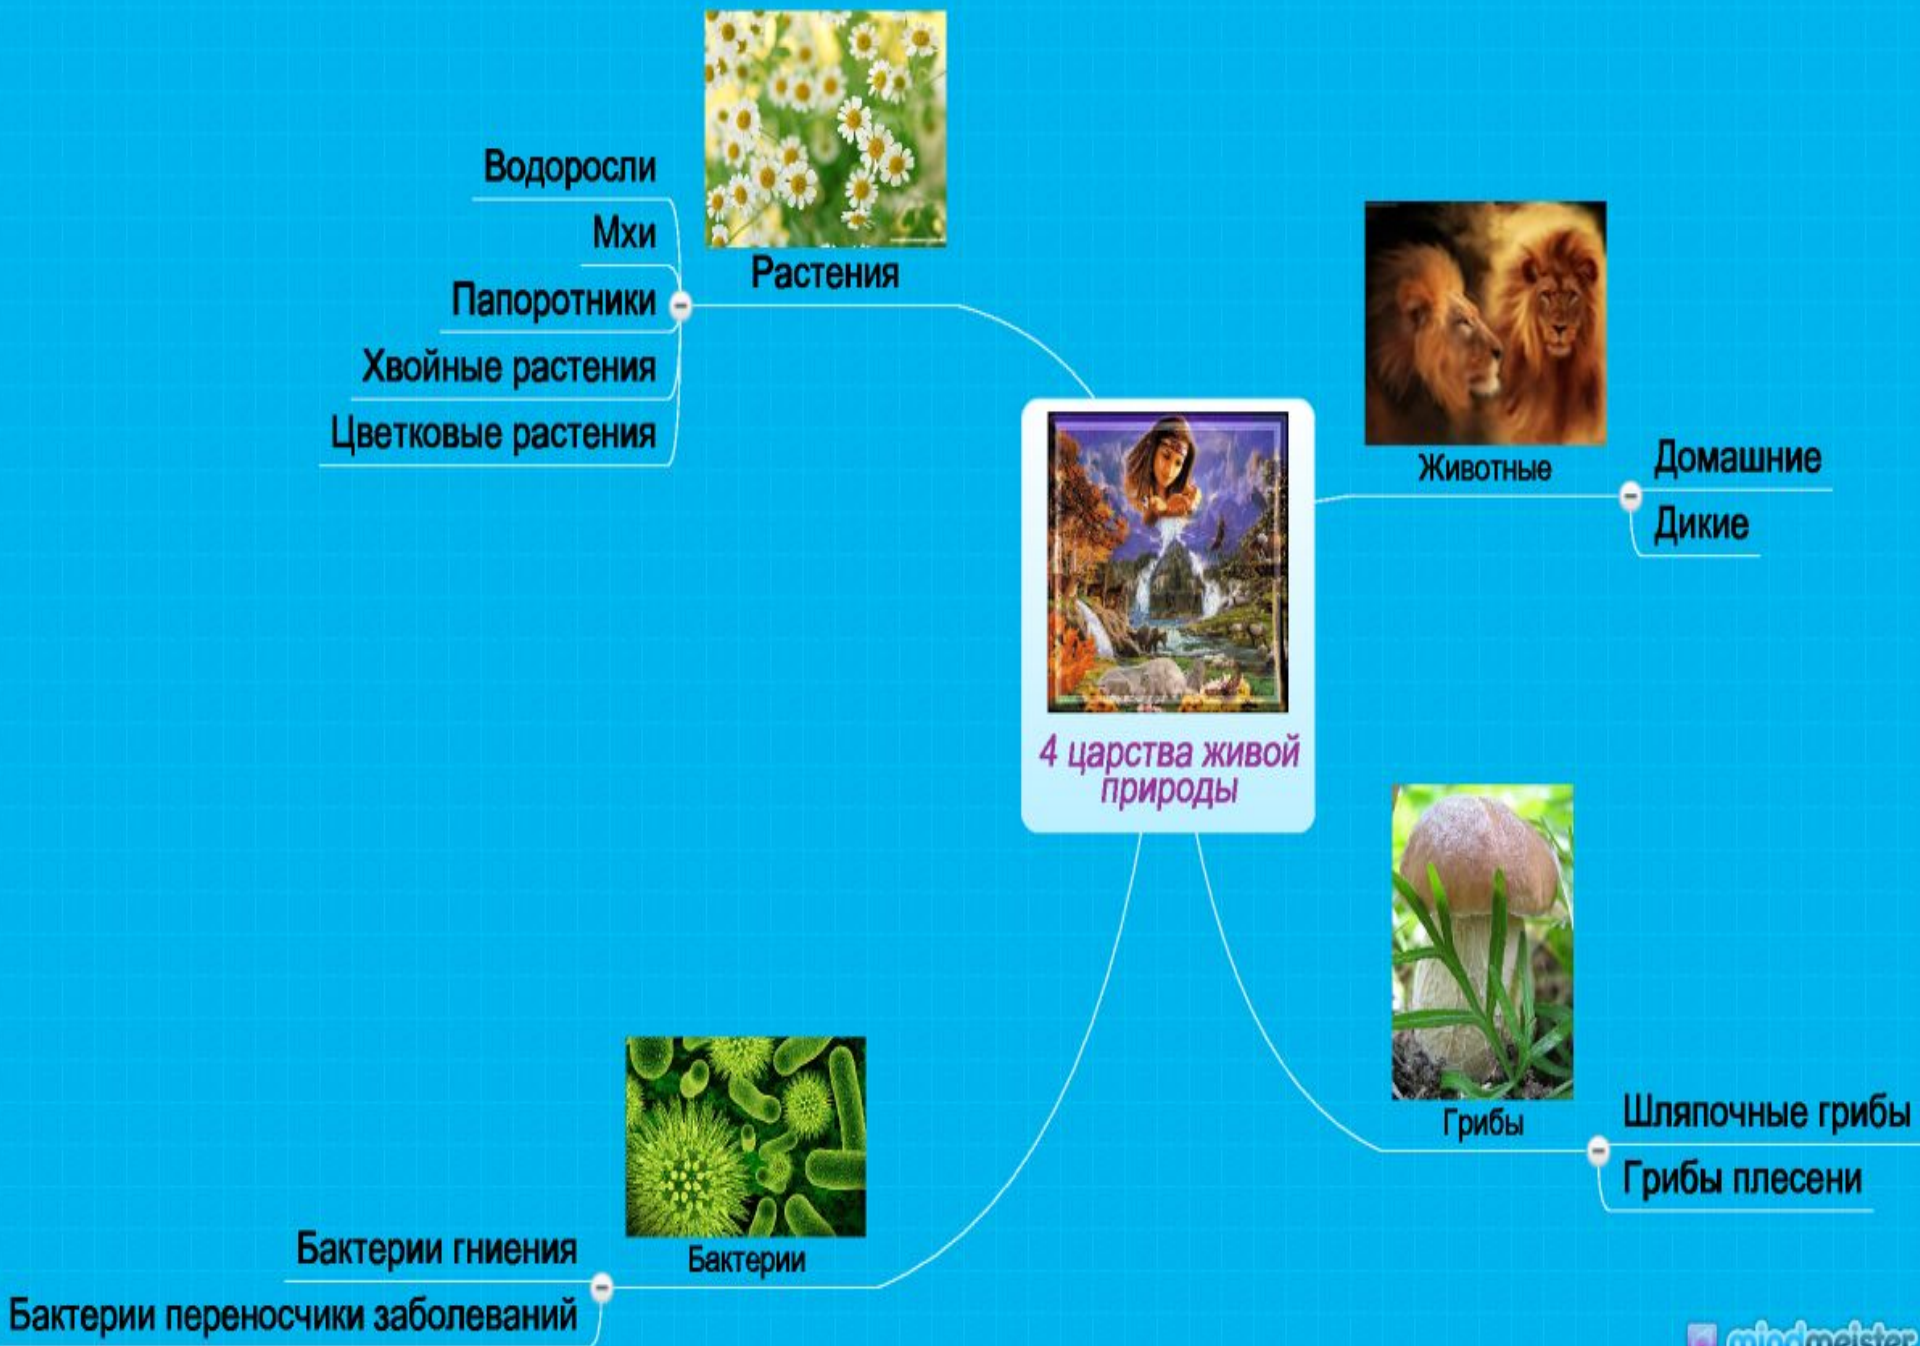 Водоросли
Мхи
Папоротники
Хвойные растения
Цветковые растения
Растения
Животные
Домашние
Дикие
4 царства живой
природы
Грибы
Шляпочные грибы
Грибы плесени
Бактерии
Бактерии гниения
Бактерии переносчики заболеваний
mindmeister